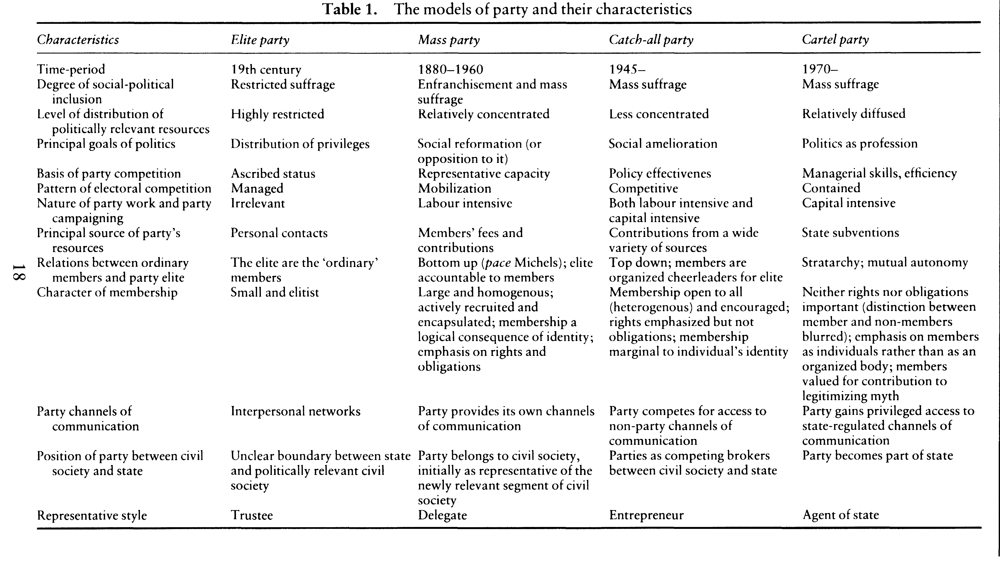 Table 1. The models of party and their characteristics
Characteristics Elite party Mass party Catch-all party Cartel party
Time-period 19th century 1880–1960 1945– 1970–
Degree of social-political Restricted suffrage Enfranchisement and mass Mass suffrage Mass suffrage
inclusion suffrage
Level of distribution of Highly restricted Relatively concentrated Less concentrated Relatively diffused
politically relevant resources
Principal goals of politics Distribution of privileges Social reformation (or Social amelioration Politics as profession
opposition to it)
Basis of party competition Ascribed status Representative capacity Policy effectivenes Managerial skills, efficiency
Pattern of electoral competition Managed Mobilization Competitive Contained
Nature of party work and party Irrelevant Labour intensive Both labour intensive and Capital intensive
campaigning capital intensive
Principal source of party's Personal contacts Members' fees and Contributions from a wide State subventions
resources contributions variety of sources
Relations between ordinary The elite are the 'ordinary' Bottom up (pace Michels); elite Top down; members are Stratarchy; mutual autonomy
members and party elite members accountable to members organized cheerleaders for elite
Character of membership Small and elitist Large and homogenous; Membership open to all Neither rights nor obligations
actively recruited and (heterogenous) and encouraged; important (distinction between
encapsulated; membership a rights emphasized but not member and non-members
logical consequence of identity; obligations; membership blurred); emphasis on members
emphasis on rights and marginal to individual's identity as individuals rather than as an
obligations organized body; members
valued for contribution to
legitimizing myth
Party channels of Interpersonal networks Party provides its own channels Party competes for access to Party gains privileged access to
communication of communication non-party channels of state-regulated channels of
communication communication
Position of party between civil Unclear boundary between state Party belongs to civil society, Parties as competing brokers Party becomes part of state
society and state and politically relevant civil initially as representative of the between civil society and state
society newly relevant segment of civil
society
Representative style Trustee Delegate Entrepreneur Agent of state
18